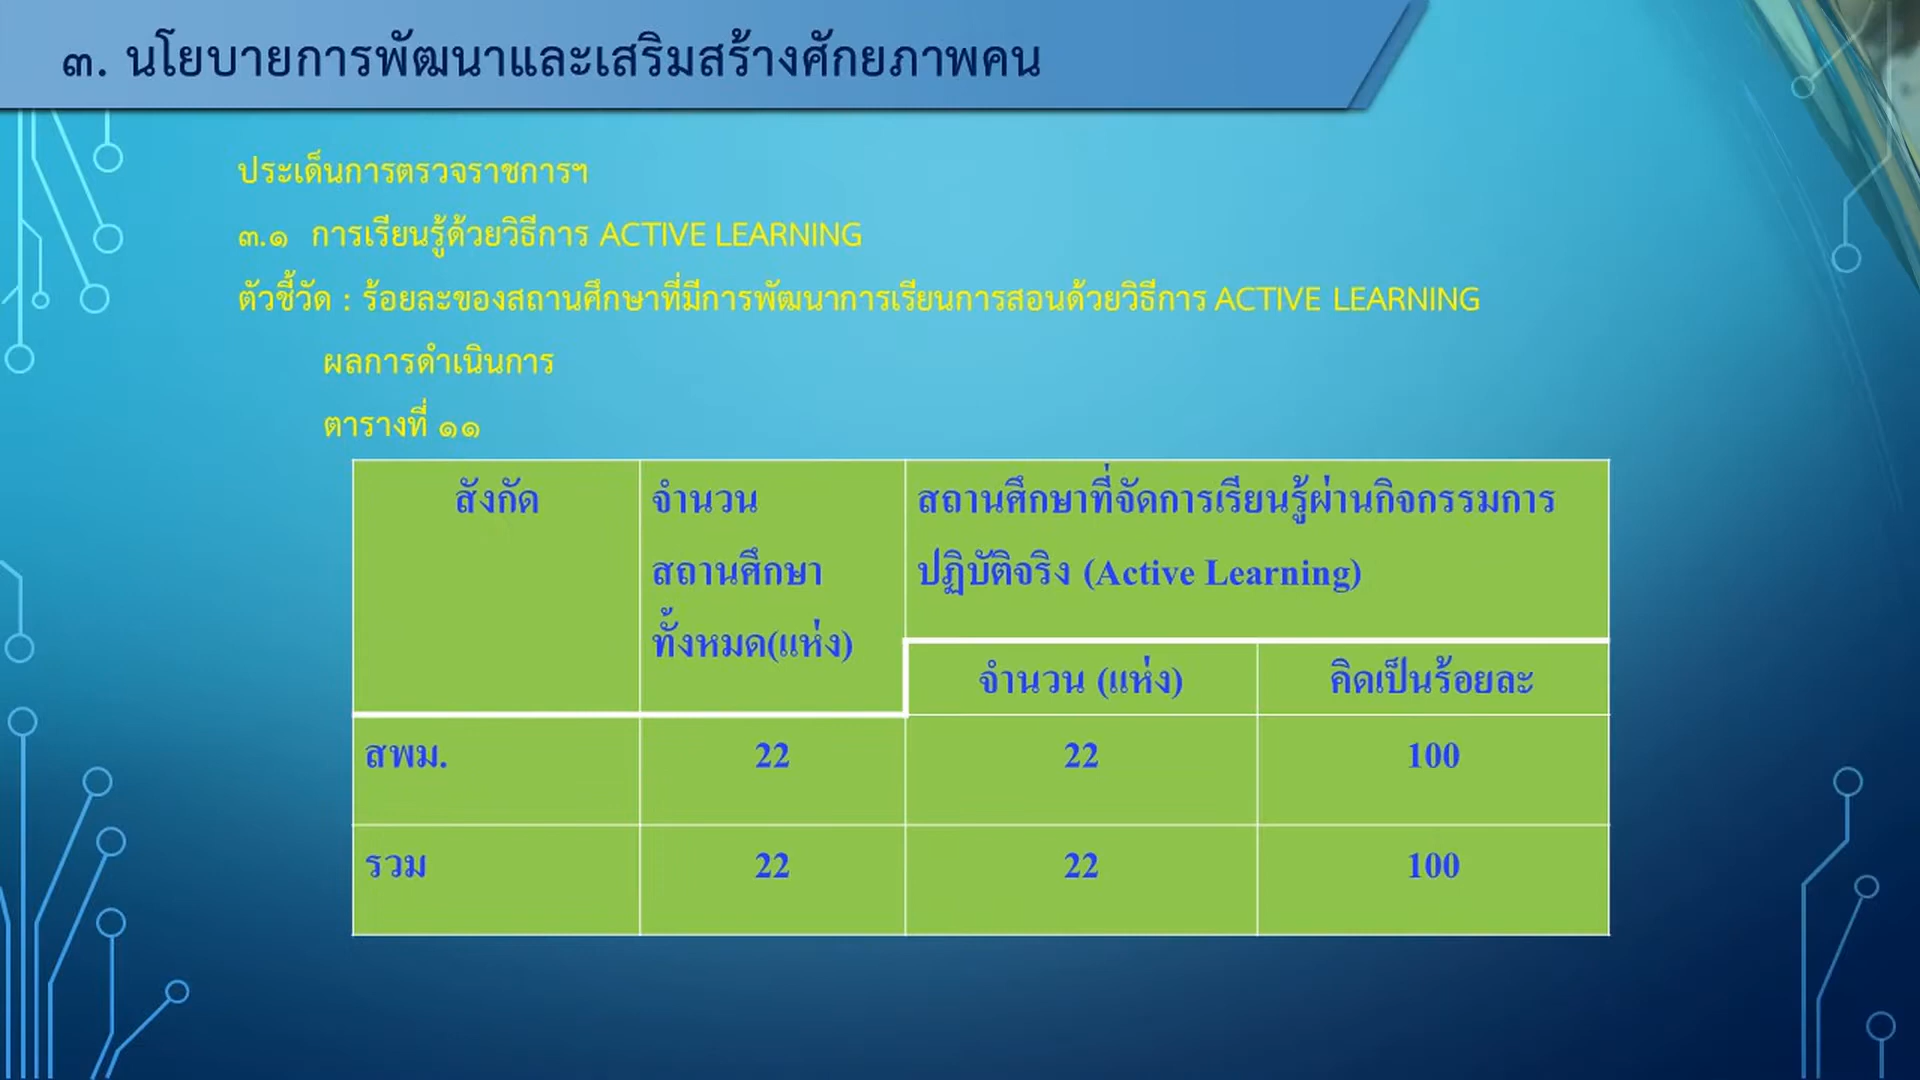 ๓. นโยบายการพัฒนาและเสริมสร้างศักยภาพคน
ประเด็นการตรวจราชการฯ
๓.๑ การเรียนรู้ด้วยวิธีการ ACTIVE LEARNING
ตัวชี้วัด : ร้อยละของสถานศึกษาที่มีการพัฒนาการเรียนการสอนด้วยวิธีการ ACTIVE LEARNING
ผลการดำเนินการ
ตารางที่ ๑๑
สังกัด
จำนวน
สถานศึกษา
ทั้งหมด(แห่ง)
สถานศึกษาที่จัดการเรียนรู้ผ่านกิจกรรมการ
ปฏิบัติจริง (Active Learning)
จำนวน (แห่ง) คิดเป็นร้อยละ
สพม. 22 22 100
รวม 22 22 100